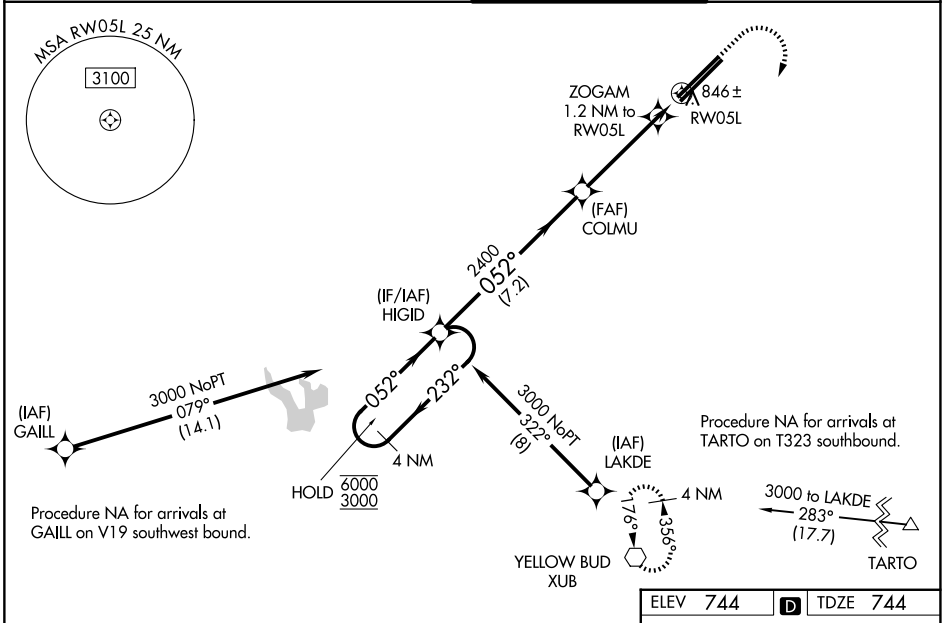 MSA RW05L 25 NM
3100
ZOGAM
1.2 NM to
RW05L
846±
RW05L
(FAF)
COLMU
2400
052°
(7.2)
(IF/IAF)
HIGID
3000 NoPT
079°
(14.1)
(IAF)
GAILL
052°
232°
4 NM
HOLD 6000
3000
3000 NoPT
322°
(8)
(IAF)
LAKDE
Procedure NA for arrivals at
TARTO on T323 southbound.
Procedure NA for arrivals at
GAILL on V19 southwest bound.
4 NM
176°
356°
YELLOW BUD
XUB
3000 to LAKDE
283°
(17.7)
TARTO
ELEV 744 D TDZE 744